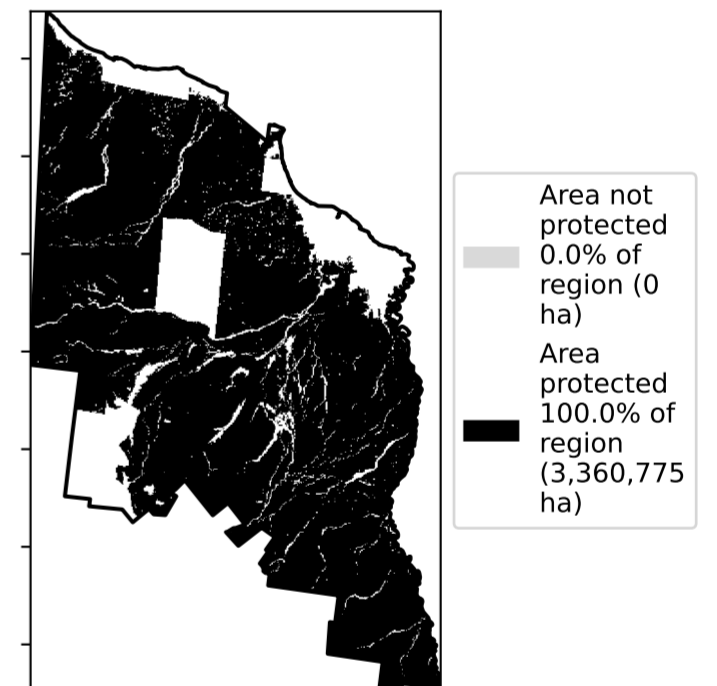 Area not
protected
0.0% of
region (0
ha)
Area
protected
100.0% of
region
(3,360,775
ha)